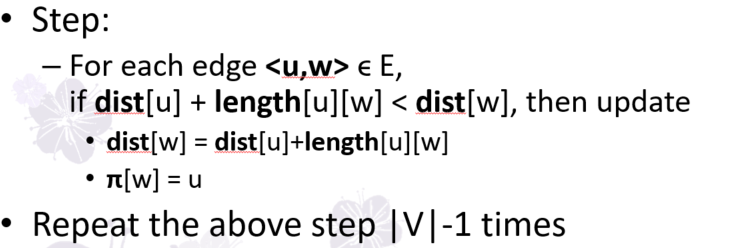 • Step:
– For each edge <u,w> ϵ E,
if dist[u] + length[u][w] < dist[w], then update
• dist[w] = dist[u]+length[u][w]
• π[w] = u
• Repeat the above step |V|-1 times